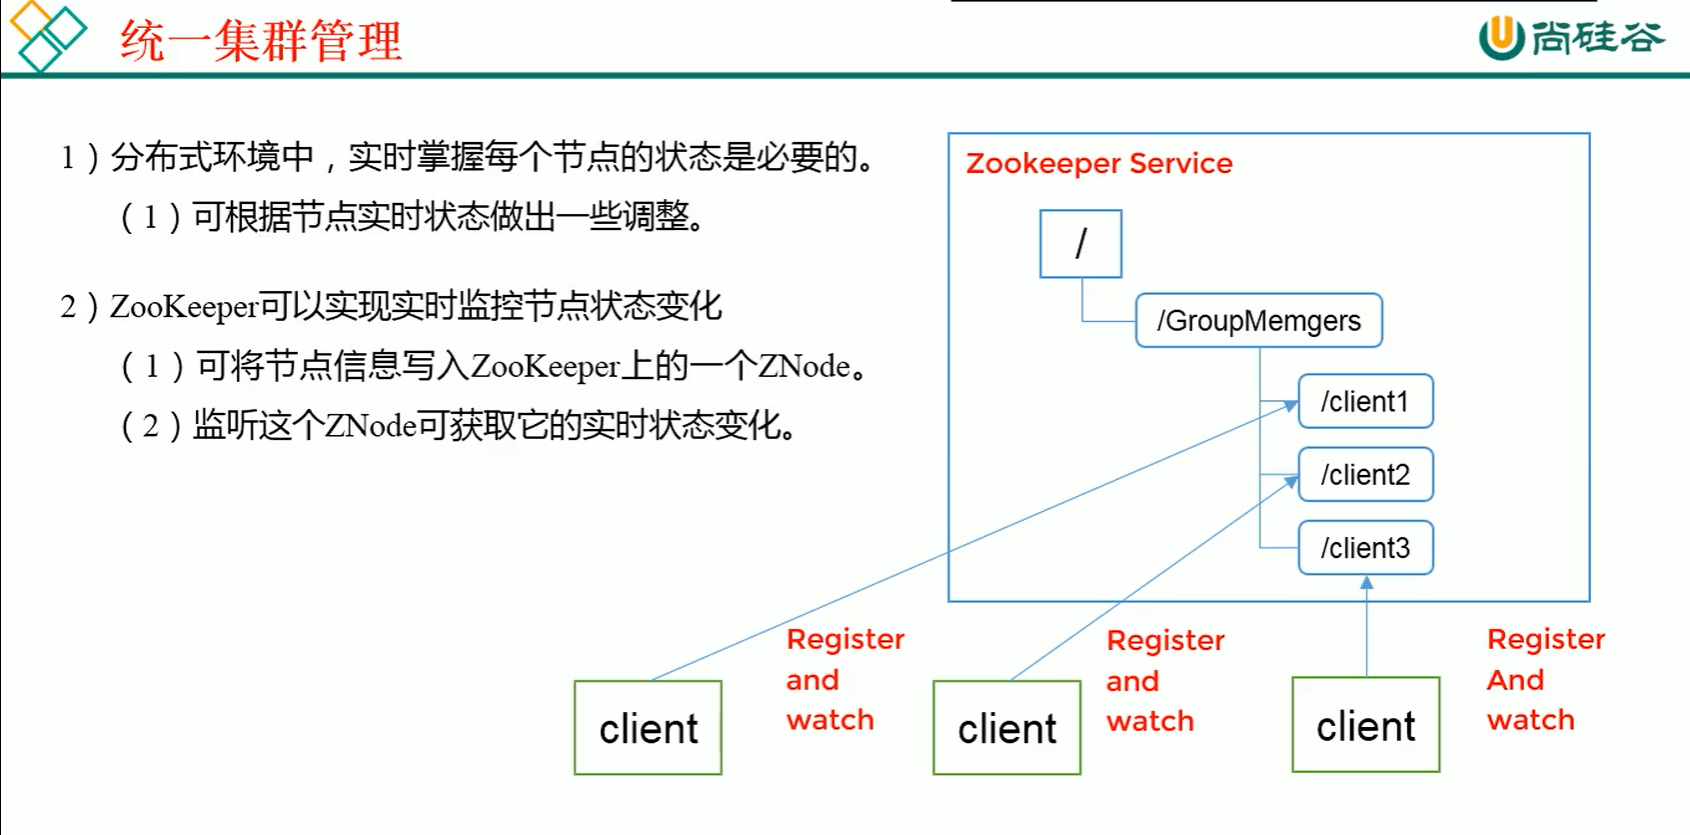 统一集群管理
尚硅谷
1）分布式环境中，实时掌握每个节点的状态是必要的。
（1）可根据节点实时状态做出一些调整。
2）ZooKeeper可以实现实时监控节点状态变化
（1）可将节点信息写入ZooKeeper上的一个ZNode。
（2）监听这个ZNode可获取它的实时状态变化。
Zookeeper Service
/
/GroupMemgers
/client1
/client2
/client3
Register
and
watch
Register
and
watch
Register
And
watch
client
client
client